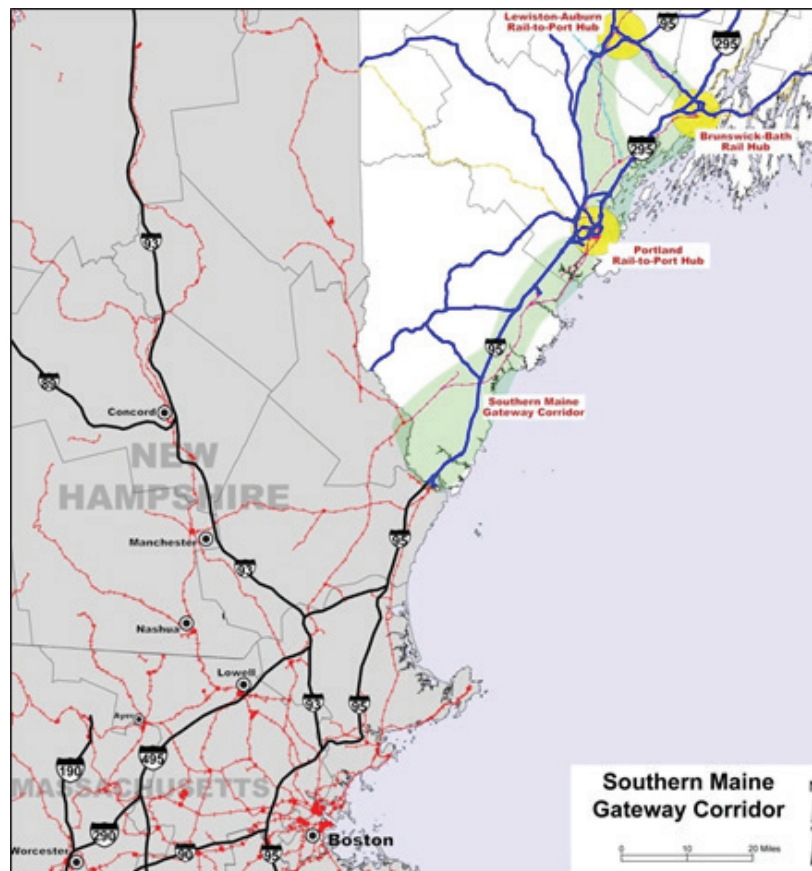 Lewiston-Auburn
Rail-to-Port Hub
95
295
Brunswick-Bath
Rail Hub
295
Portland
Rail-to-Port Hub
93
95
89
Southern Maine
Gateway Corridor
Concord
NEW
HAMPSHIRE
Manchester
95
93
Nashua
Lowell
93
95
Ayer
495
190
MASSACHUSETTS
290
Boston
Worcester
90
95
Southern Maine
Gateway Corridor
0 10 20 Miles